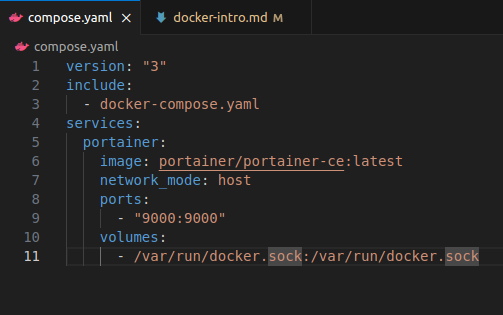 compose.yaml × docker-intro.md M
compose.yaml
1 version: "3"
2 include:
3 - docker-compose.yaml
4 services:
5 portainer:
6 image: portainer/portainer-ce:latest
7 network_mode: host
8 ports:
9 - "9000:9000"
10 volumes:
11 - /var/run/docker.sock:/var/run/docker.sock